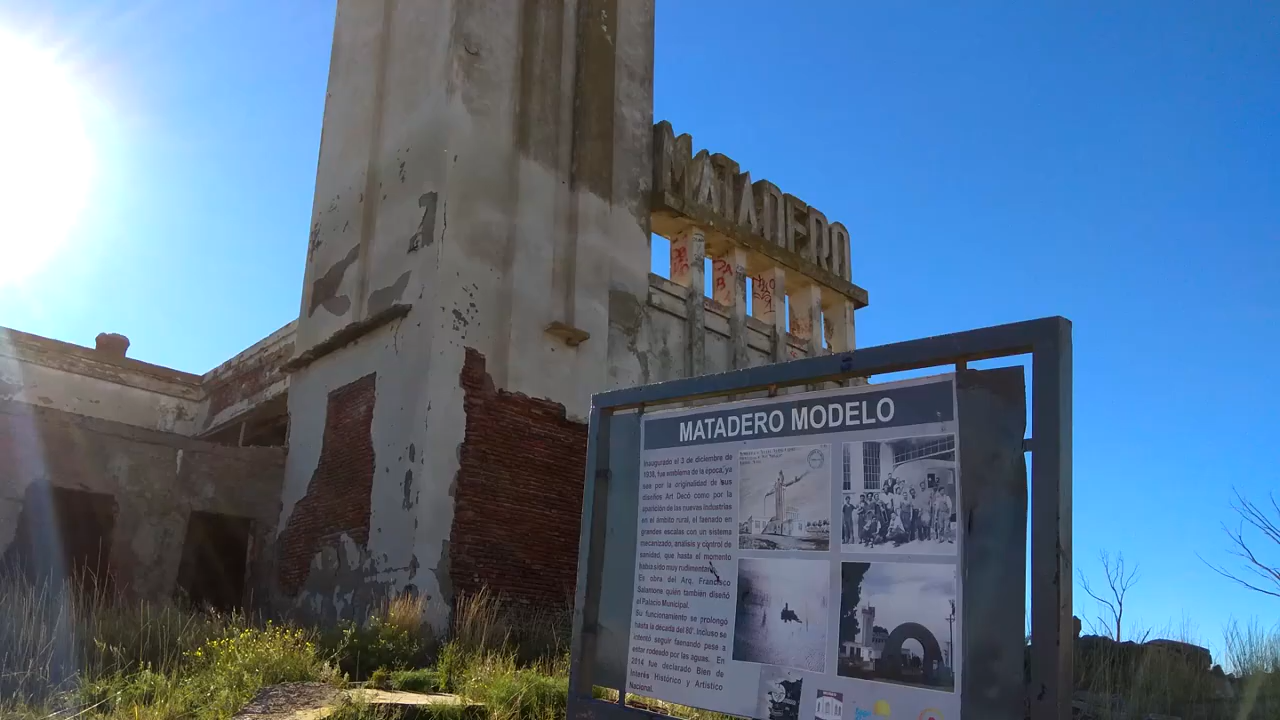 MATADERO
MATADERO MODELO
Inaugurado el 2 de diciembre de
1938, fue emblema de la época, ya
sea por la originalidad de sus
diseños Art Decó como por la
aparición de las nuevas industrias
en el ámbito rural, el faenado en
grandes escalas con un sistema
mecanizado, análisis y control de
sanidad, que hasta el momento
había sido muy rudimentario.
En obra del Arq. Francisco
Salamone quien también diseñó
el Palacio Municipal.
Su funcionamiento se prolongó
hasta la década del 80'. Incluso se
intentó seguir faenando pese a
estar rodeado por las aguas. En
2014 fue declarado Bien de
Interés Histórico y Artístico
Nacional.